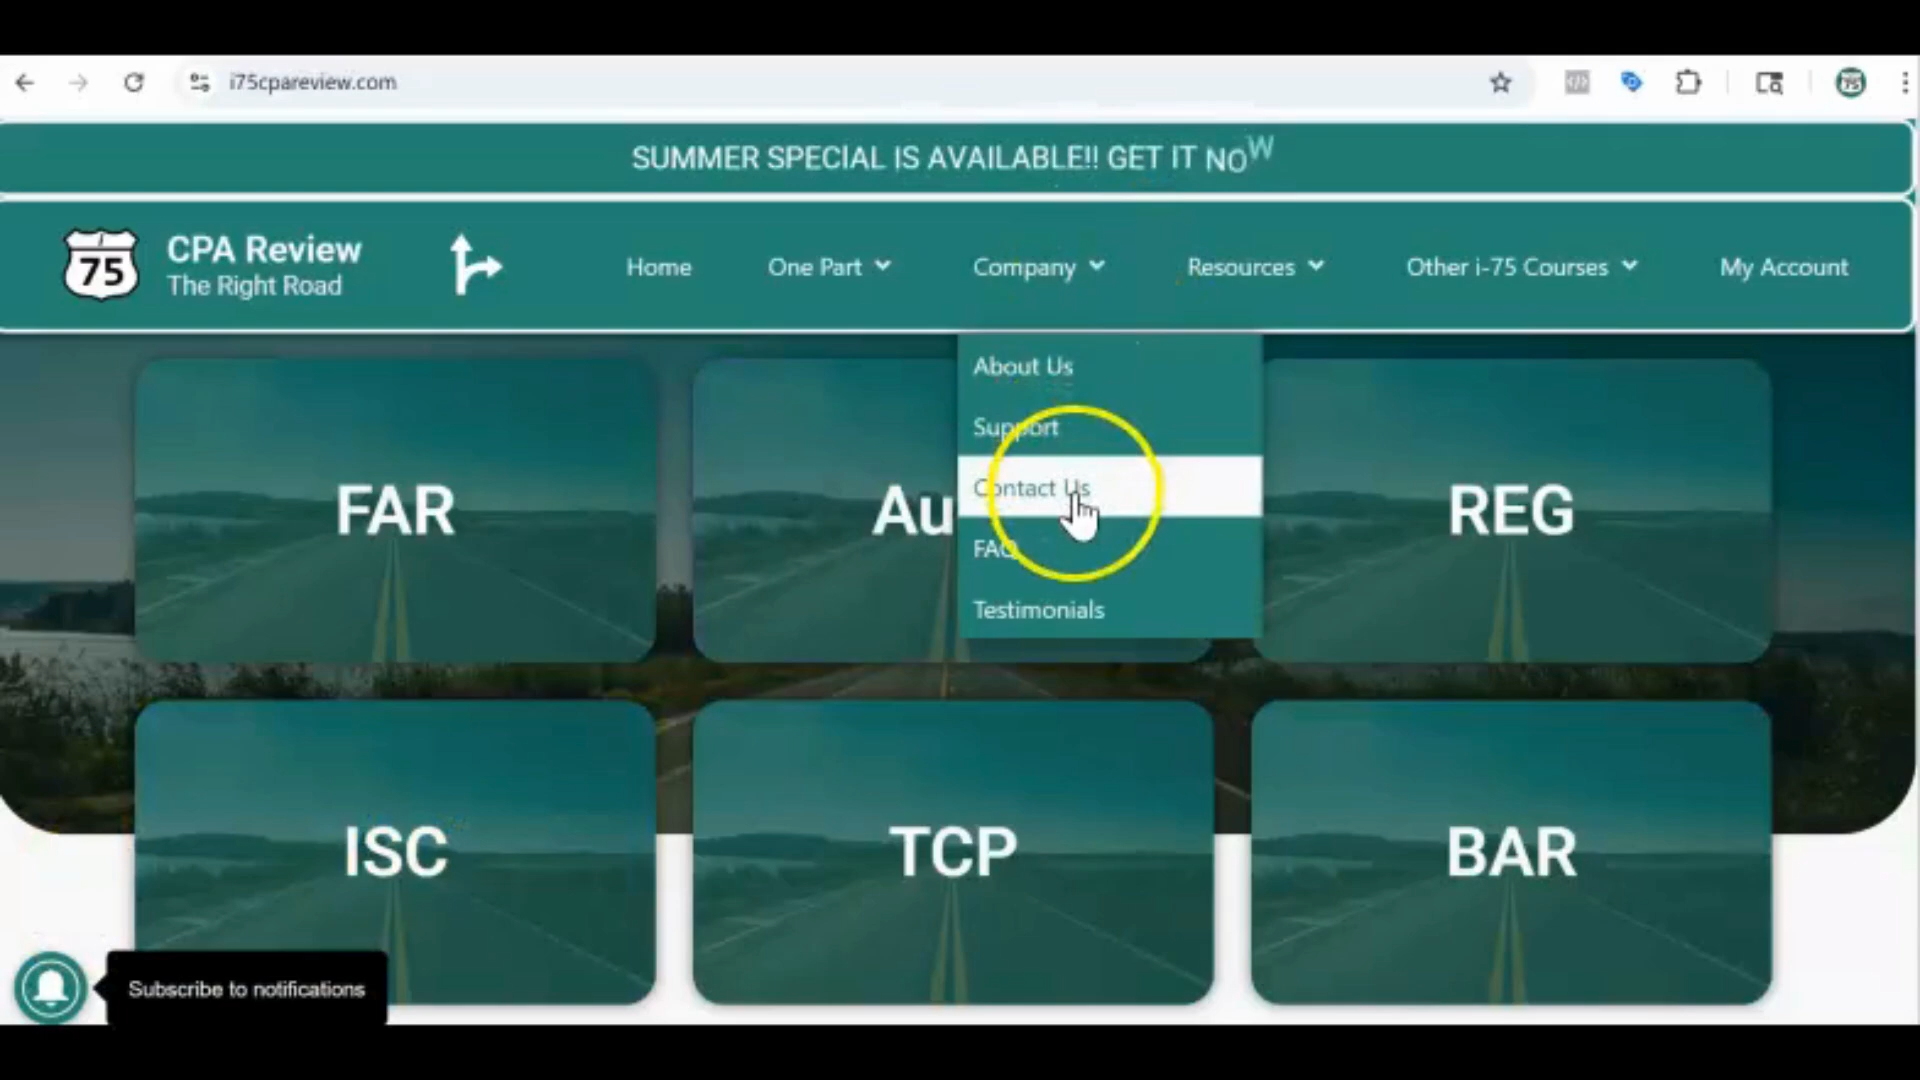 i75cpareview.com
SUMMER SPECIAL IS AVAILABLE!! GET IT NOW
75
CPA Review
The Right Road
Home
One Part
Company
Resources
Other i-75 Courses
My Account
About Us
Support
Contact Us
FAQ
Testimonials
FAR
Au
REG
ISC
TCP
BAR
Subscribe to notifications